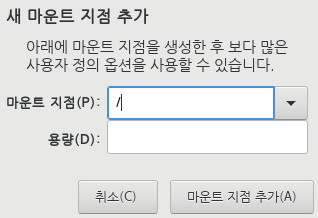 새 마운트 지점 추가
아래에 마운트 지점을 생성한 후 보다 많은
사용자 정의 옵션을 사용할 수 있습니다.
마운트 지점(P): /
용량(D):
취소(C) 마운트 지점 추가(A)